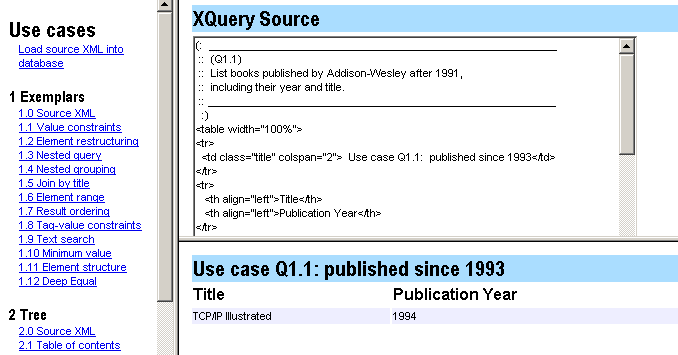 Use cases
Load source XML into
database
1 Exemplars
1.0 Source XML
1.1 Value constraints
1.2 Element restructuring
1.3 Nested query
1.4 Nested grouping
1.5 Join by title
1.6 Element range
1.7 Result ordering
1.8 Tag-value constraints
1.9 Text search
1.10 Minimum value
1.11 Element structure
1.12 Deep Equal
2 Tree
2.0 Source XML
2.1 Table of contents
XQuery Source
(: ________________________________________________
:: (Q1.1)
:: List books published by Addison-Wesley after 1991,
:: including their year and title.
:: ________________________________________________
:)
<table width="100%">
<tr>
<td class="title" colspan="2"> Use case Q1.1: published since 1993</td>
</tr>
<tr>
<th align="left">Title</th>
<th align="left">Publication Year</th>
</tr>
Use case Q1.1: published since 1993
Title Publication Year
TCP/IP Illustrated 1994